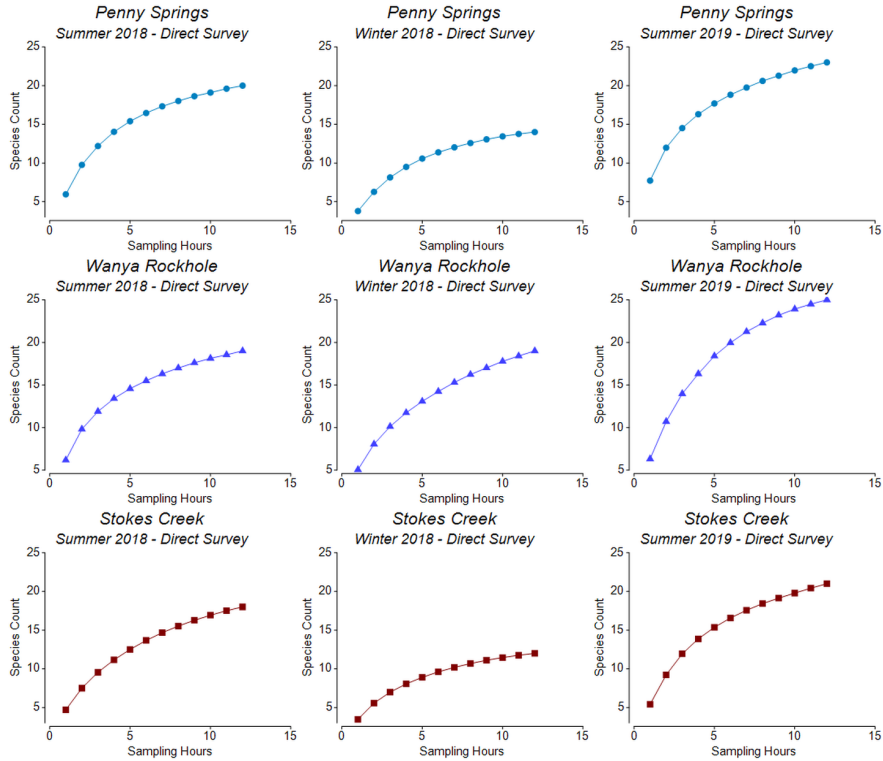 Penny Springs
Summer 2018 - Direct Survey
25
20
15
10
5
Species Count
0
5
10
15
Sampling Hours
Penny Springs
Winter 2018 - Direct Survey
25
20
15
10
5
Species Count
0
5
10
15
Sampling Hours
Penny Springs
Summer 2019 - Direct Survey
25
20
15
10
5
Species Count
0
5
10
15
Sampling Hours
Wanya Rockhole
Summer 2018 - Direct Survey
25
20
15
10
5
Species Count
0
5
10
15
Sampling Hours
Wanya Rockhole
Winter 2018 - Direct Survey
25
20
15
10
5
Species Count
0
5
10
15
Sampling Hours
Wanya Rockhole
Summer 2019 - Direct Survey
25
20
15
10
5
Species Count
0
5
10
15
Sampling Hours
Stokes Creek
Summer 2018 - Direct Survey
25
20
15
10
5
Species Count
0
5
10
15
Sampling Hours
Stokes Creek
Winter 2018 - Direct Survey
25
20
15
10
5
Species Count
0
5
10
15
Sampling Hours
Stokes Creek
Summer 2019 - Direct Survey
25
20
15
10
5
Species Count
0
5
10
15
Sampling Hours